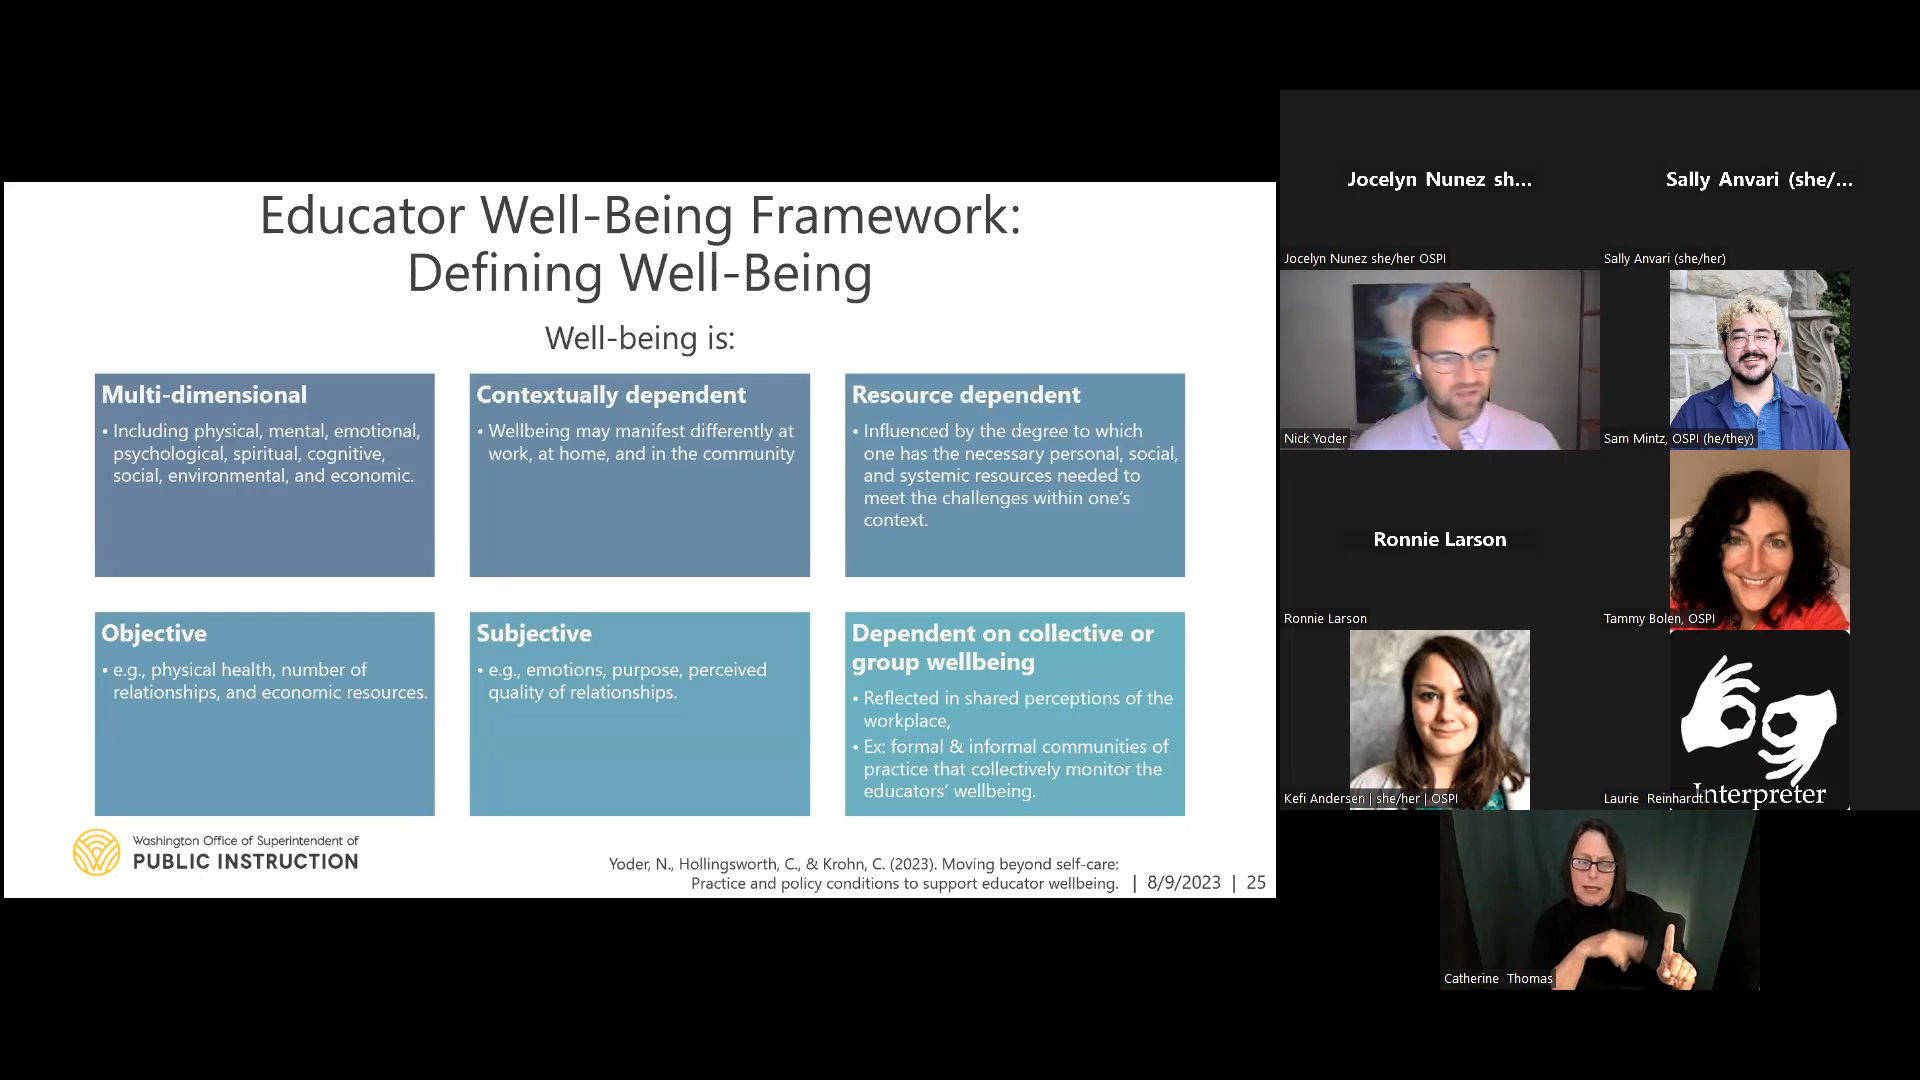 Educator Well-Being Framework:
Defining Well-Being
Well-being is:
Multi-dimensional
• Including physical, mental, emotional,
psychological, spiritual, cognitive,
social, environmental, and economic.
Contextually dependent
• Wellbeing may manifest differently at
work, at home, and in the community
Resource dependent
• Influenced by the degree to which
one has the necessary personal, social,
and systemic resources needed to
meet the challenges within one's
context.
Objective
• e.g., physical health, number of
relationships, and economic resources.
Subjective
• e.g., emotions, purpose, perceived
quality of relationships.
Dependent on collective or
group wellbeing
• Reflected in shared perceptions of the
workplace,
• Ex: formal & informal communities of
practice that collectively monitor the
educators' wellbeing.
Washington Office of Superintendent of
PUBLIC INSTRUCTION
Yoder, N., Hollingsworth, C., & Krohn, C. (2023). Moving beyond self-care:
Practice and policy conditions to support educator wellbeing.
| 8/9/2023 | 25
Jocelyn Nunez sh...
Jocelyn Nunez she/her OSPI
Sally Anvari (she/...
Sally Anvari (she/her)
Nick Yoder
Sam Mintz, OSPI (he/they)
Ronnie Larson
Ronnie Larson
Tammy Bolen, OSPI
Kefi Andersen | she/her | OSPI
Interpreter
Laurie Reinhardt
Catherine Thomas